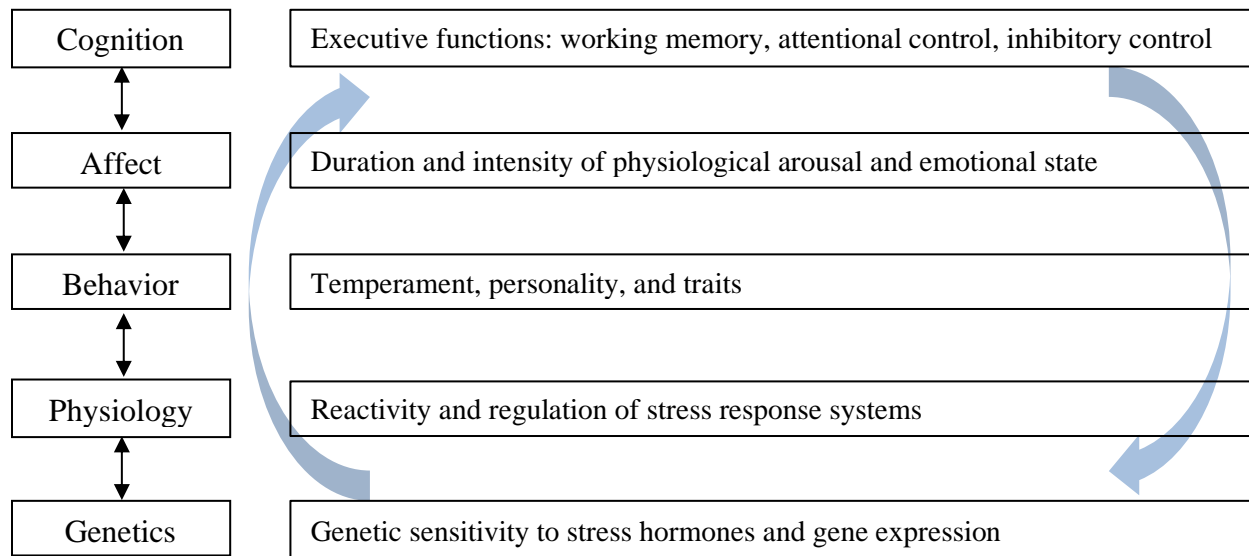 Cognition
Executive functions: working memory, attentional control, inhibitory control
Affect
Duration and intensity of physiological arousal and emotional state
Behavior
Temperament, personality, and traits
Physiology
Reactivity and regulation of stress response systems
Genetics
Genetic sensitivity to stress hormones and gene expression